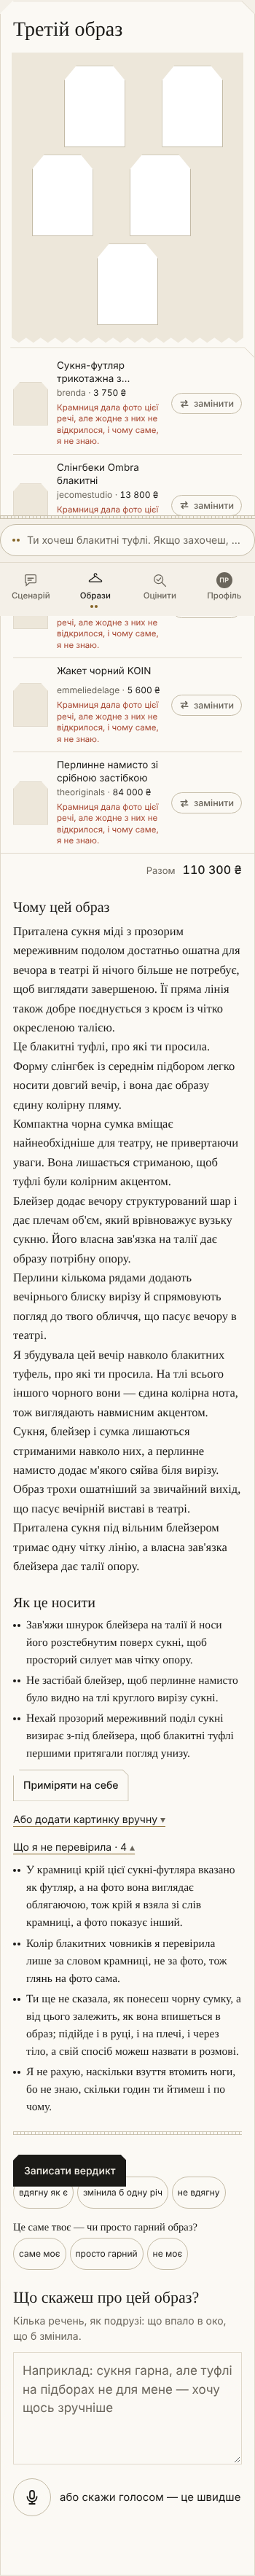 Третій образ
Сукня-футляр
трикотажна з...
brenda · 3 750 ₴
Крамниця дала фото цієї
речі, але жодне з них не
відкрилося, і чому саме,
я не знаю.
замінити
Слінгбеки Ombra
блакитні
jecomestudio · 13 800 ₴
Крамниця дала фото цієї
замінити
Ти хочеш блакитні туфлі. Якщо захочеш, ...
Сценарій
Образи
Оцінити
ПР
Профіль
речі, але жодне з них не
відкрилося, і чому саме,
я не знаю.
Жакет чорний KOIN
emmeliedelage · 5 600 ₴
Крамниця дала фото цієї
речі, але жодне з них не
відкрилося, і чому саме,
я не знаю.
замінити
Перлинне намисто зі
срібною застібкою
theoriginals · 84 000 ₴
Крамниця дала фото цієї
речі, але жодне з них не
відкрилося, і чому саме,
я не знаю.
замінити
Разом 110 300 ₴
Чому цей образ
Приталена сукня міді з прозорим
мереживним подолом достатньо ошатна для
вечора в театрі й нічого більше не потребує,
щоб виглядати завершеною. Її пряма лінія
також добре поєднується з кроєм із чітко
окресленою талією.
Це блакитні туфлі, про які ти просила.
Форму слінгбек із середнім підбором легко
носити довгий вечір, і вона дає образу
єдину колірну пляму.
Компактна чорна сумка вміщає
найнеобхідніше для театру, не привертаючи
уваги. Вона лишається стриманою, щоб
туфлі були колірним акцентом.
Блейзер додає вечору структурований шар і
дає плечам об'єм, який врівноважує вузьку
сукню. Його власна зав'язка на талії дає
образу потрібну опору.
Перлини кількома рядами додають
вечірнього блиску вирізу й спрямовують
погляд до твого обличчя, що пасує вечору в
театрі.
Я збудувала цей вечір навколо блакитних
туфель, про які ти просила. На тлі всього
іншого чорного вони — єдина колірна нота,
тож виглядають навмисним акцентом.
Сукня, блейзер і сумка лишаються
стриманими навколо них, а перлинне
намисто додає м'якого сяйва біля вирізу.
Образ трохи ошатніший за звичайний вихід,
що пасує вечірній виставі в театрі.
Приталена сукня під вільним блейзером
тримає одну чітку лінію, а власна зав'язка
блейзера дає талії опору.
Як це носити
Зав'яжи шнурок блейзера на талії й носи
його розстебнутим поверх сукні, щоб
просторий силует мав чітку опору.
Не застібай блейзер, щоб перлинне намисто
було видно на тлі круглого вирізу сукні.
Нехай прозорий мереживний поділ сукні
визирає з-під блейзера, щоб блакитні туфлі
першими притягали погляд униз.
Приміряти на себе
Або додати картинку вручну ▾
Що я не перевірила · 4 ▴
У крамниці крій цієї сукні-футляра вказано
як футляр, а на фото вона виглядає
облягаючою, тож крій я взяла зі слів
крамниці, а фото показує інший.
Колір блакитних човників я перевірила
лише за словом крамниці, не за фото, тож
глянь на фото сама.
Ти ще не сказала, як понесеш чорну сумку, а
від цього залежить, як вона впишеться в
образ; підійде і в руці, і на плечі, і через
тіло, а свій спосіб можеш назвати в розмові.
Я не рахую, наскільки взуття втомить ноги,
бо не знаю, скільки годин ти йтимеш і по
чому.
Записати вердикт
вдягну як є
змінила б одну річ
не вдягну
Це саме твоє — чи просто гарний образ?
саме моє
просто гарний
не моє
Що скажеш про цей образ?
Кілька речень, як подрузі: що впало в око,
що б змінила.
Наприклад: сукня гарна, але туфлі
на підборах не для мене — хочу
щось зручніше
або скажи голосом — це швидше